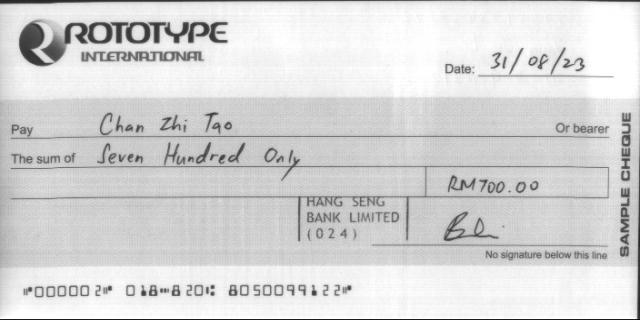 ROTOTYPE
INTERNATIONAL
Date: 31/08/23
Pay Chan Zhi Tao Or bearer
The sum of Seven Hundred Only
RM700.00
HANG SENG
BANK LIMITED
(024)
No signature below this line
SAMPLE CHEQUE
⑈000002⑈ 018⑉820⑆ 8050099122⑈